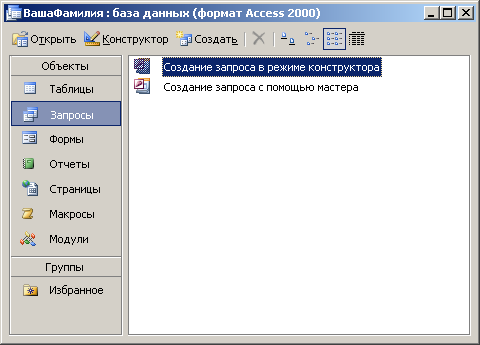 ВашаФамилия : база данных (формат Access 2000)
Открыть Конструктор Создать
Объекты
Таблицы
Запросы
Формы
Отчеты
Страницы
Макросы
Модули
Группы
Избранное
Создание запроса в режиме конструктора
Создание запроса с помощью мастера